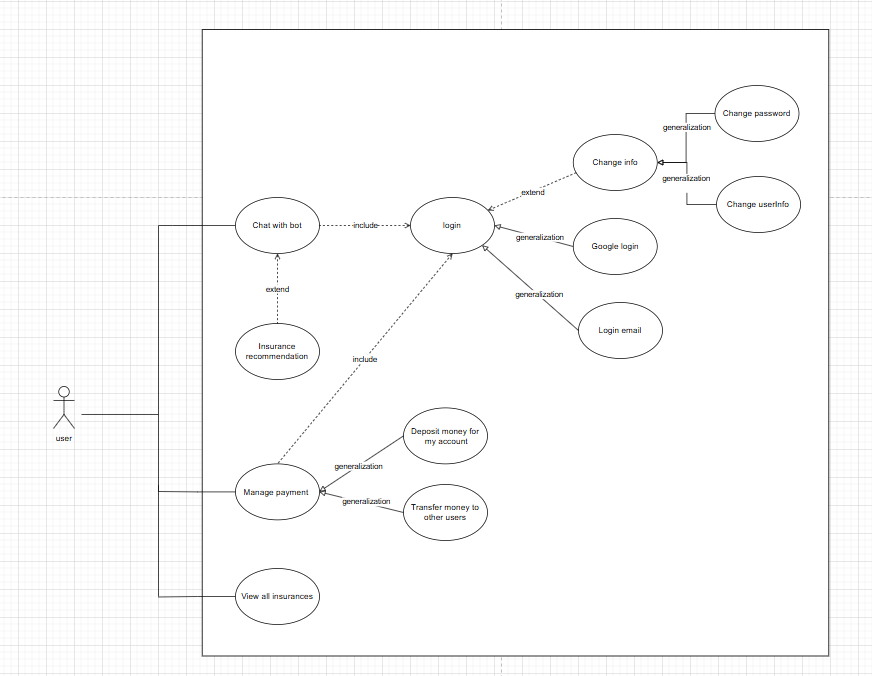 Change password
generalization
Change info
generalization
extend
Change userInfo
Chat with bot
include
login
generalization
Google login
extend
generalization
Login email
Insurance
recommendation
include
user
Deposit money for
my account
generalization
Manage payment
generalization
Transfer money to
other users
View all insurances